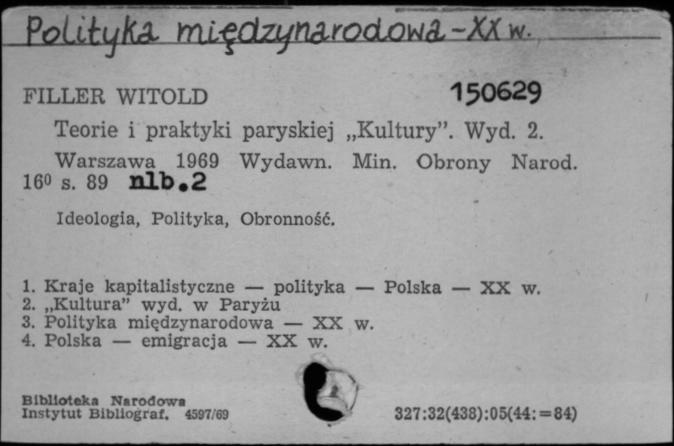 Polityka międzynarodowa - XX w.
FILLER WITOLD 150629
Teorie i praktyki paryskiej „Kultury". Wyd. 2.
Warszawa 1969 Wydawn. Min. Obrony Narod.
16⁰ s. 89 nlb.2
Ideologia, Polityka, Obronność.
1. Kraje kapitalistyczne — polityka — Polska — XX w.
2. „Kultura" wyd. w Paryżu
3. Polityka międzynarodowa — XX w.
4. Polska — emigracja — XX w.
Biblioteka Narodowa
Instytut Bibliograf. 4597/69 327:32(438):05(44:=84)